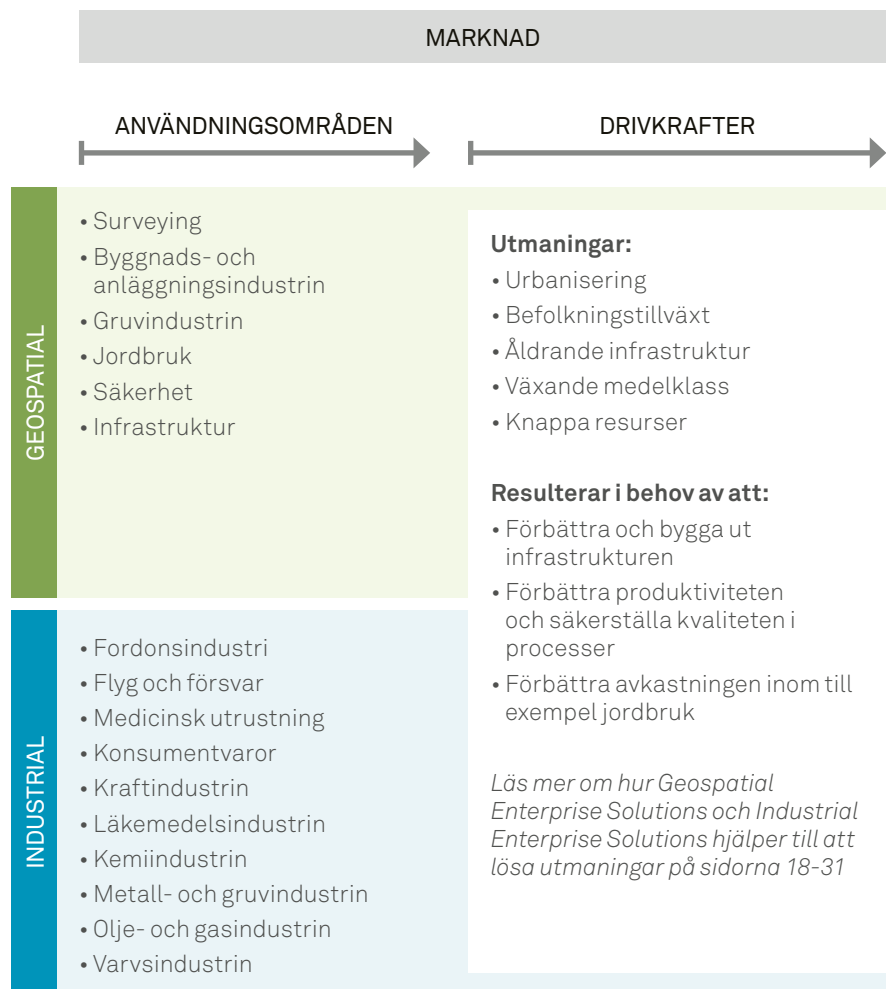 MARKNAD
ANVÄNDNINGSOMRÅDEN
DRIVKRAFTER
GEOSPATIAL
• Surveying
• Byggnads- och
anläggningsindustrin
• Gruvindustrin
• Jordbruk
• Säkerhet
• Infrastruktur
INDUSTRIAL
• Fordonsindustri
• Flyg och försvar
• Medicinsk utrustning
• Konsumentvaror
• Kraftindustrin
• Läkemedelsindustrin
• Kemiindustrin
• Metall- och gruvindustrin
• Olje- och gasindustrin
• Varvsindustrin
Utmaningar:
• Urbanisering
• Befolkningstillväxt
• Åldrande infrastruktur
• Växande medelklass
• Knappa resurser
Resulterar i behov av att:
• Förbättra och bygga ut
infrastrukturen
• Förbättra produktiviteten
och säkerställa kvaliteten i
processer
• Förbättra avkastningen inom till
exempel jordbruk
Läs mer om hur Geospatial
Enterprise Solutions och Industrial
Enterprise Solutions hjälper till att
lösa utmaningar på sidorna 18-31